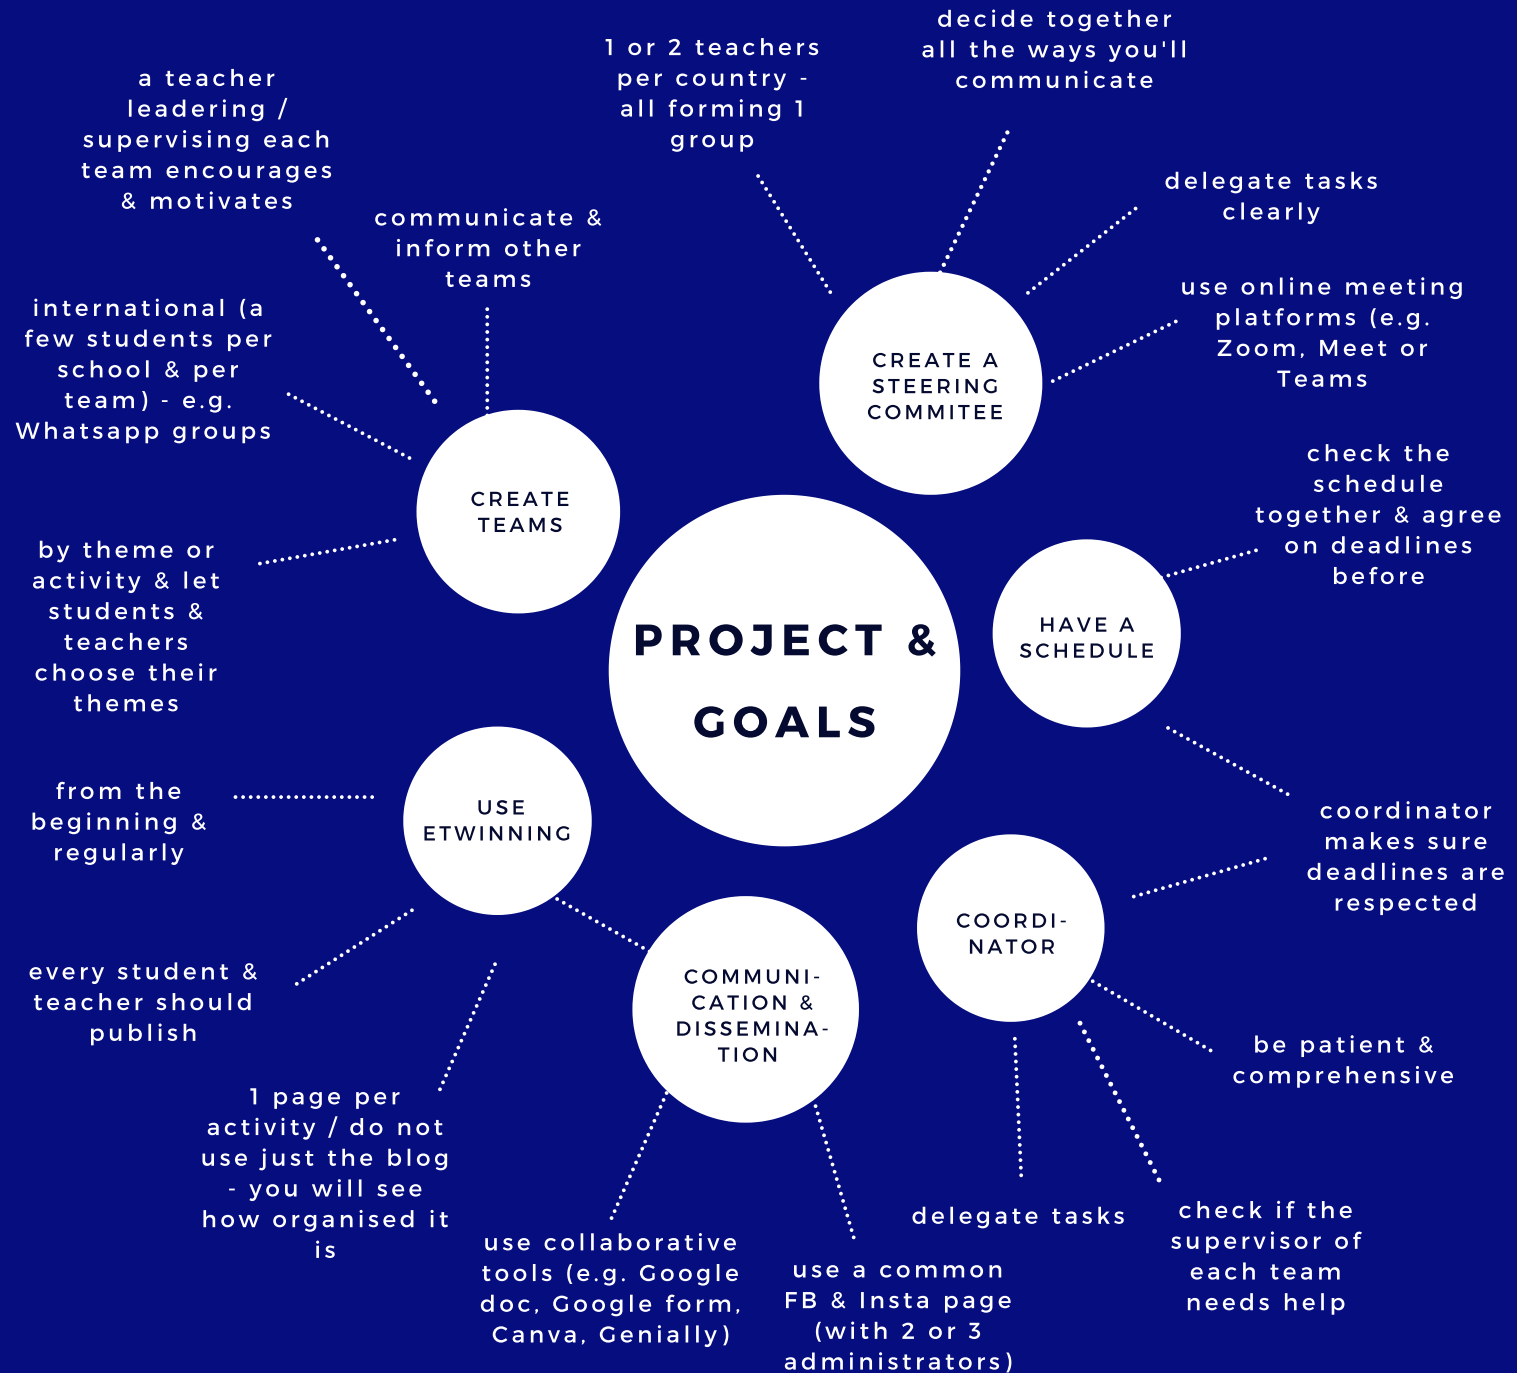 decide together
all the ways you'll
communicate
1 or 2 teachers
per country -
all forming 1
group
a teacher
leadering /
supervising each
team encourages
& motivates
delegate tasks
clearly
communicate &
inform other
teams
use online meeting
platforms (e.g.
Zoom, Meet or
Teams
international (a
few students per
school & per
team) - e.g.
Whatsapp groups
CREATE A
STEERING
COMMITEE
check the
schedule
together & agree
on deadlines
before
CREATE
TEAMS
by theme or
activity & let
students &
teachers
choose their
themes
PROJECT &
GOALS
HAVE A
SCHEDULE
from the
beginning &
regularly
USE
ETWINNING
coordinator
makes sure
deadlines are
respected
COORDI-
NATOR
every student &
teacher should
publish
COMMUNI-
CATION &
DISSEMINA-
TION
be patient &
comprehensive
1 page per
activity / do not
use just the blog
- you will see
how organised it
is
delegate tasks
check if the
supervisor of
each team
needs help
use collaborative
tools (e.g. Google
doc, Google form,
Canva, Genially)
use a common
FB & Insta page
(with 2 or 3
administrators)